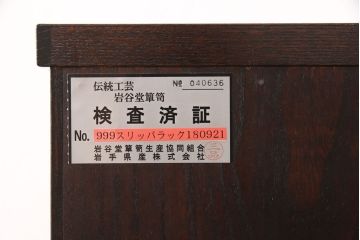 伝統工芸 № 040636
岩谷堂簞笥
検査済証
No. 999スリッパラック180921
岩谷堂簞笥生産協同組合
岩手県産株式会社